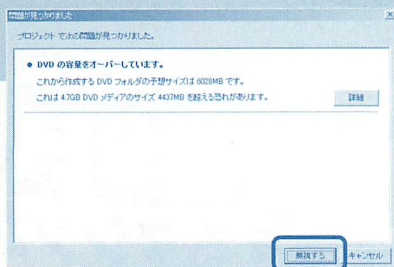 問題が見つかりました
プロジェクトで次の問題が見つかりました。
● DVD の容量をオーバーしています。
これから作成する DVD フォルダの予想サイズは 6028MB です。
これは 4.7GB DVD メディアのサイズ 4437MB を超える恐れがあります。
詳細
無視する
キャンセル